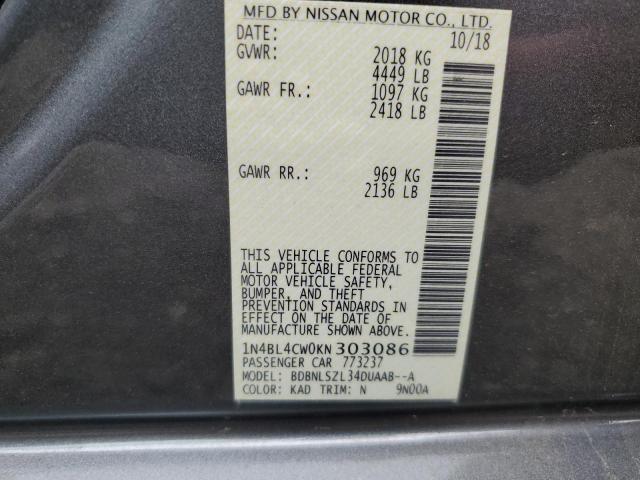 MFD BY NISSAN MOTOR CO., LTD.
DATE: 10/18
GVWR: 2018 KG
4449 LB
GAWR FR.: 1097 KG
2418 LB
GAWR RR.: 969 KG
2136 LB
THIS VEHICLE CONFORMS TO
ALL APPLICABLE FEDERAL
MOTOR VEHICLE SAFETY,
BUMPER, AND THEFT
PREVENTION STANDARDS IN
EFFECT ON THE DATE OF
MANUFACTURE SHOWN ABOVE.
1N4BL4CW0KN303086
PASSENGER CAR 773237
MODEL: BDBNLSZL34DUAAB--A
COLOR: KAD TRIM: N 9N00A